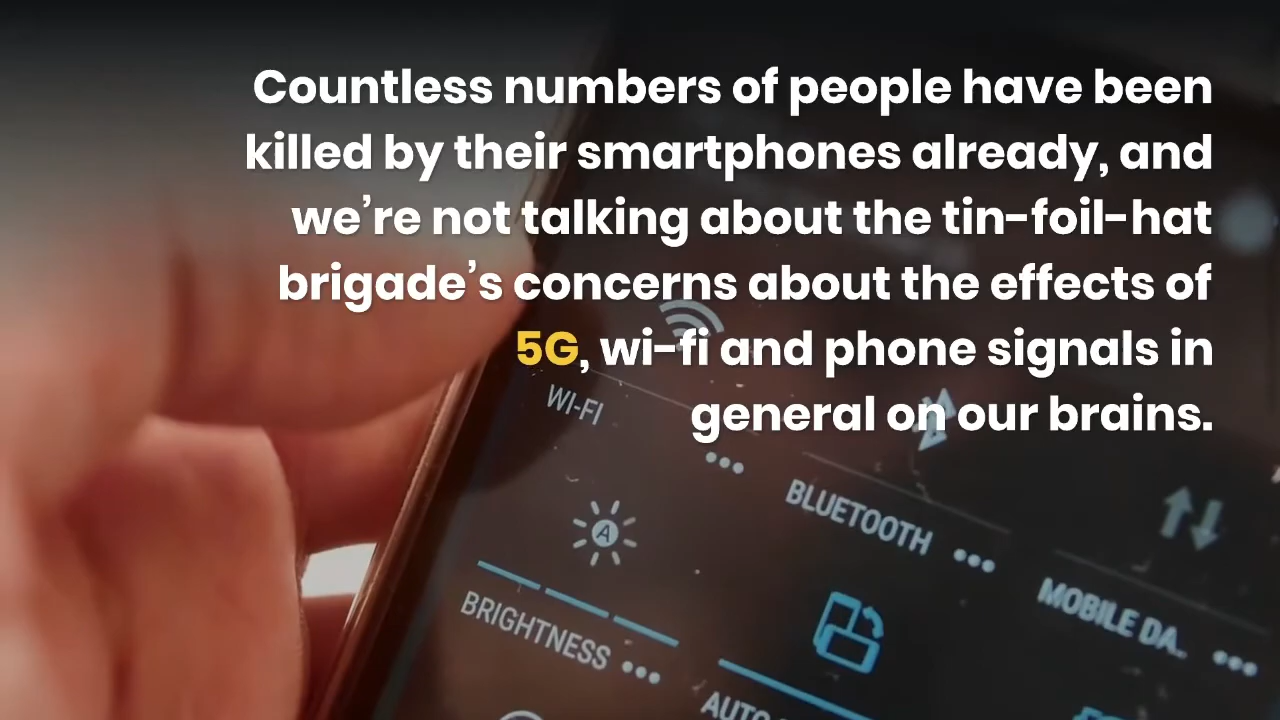 Countless numbers of people have been
killed by their smartphones already, and
we’re not talking about the tin-foil-hat
brigade’s concerns about the effects of
5G, wi-fi and phone signals in
general on our brains.
WI-FI
BLUETOOTH
MOBILE DA..
A
BRIGHTNESS
AUTO